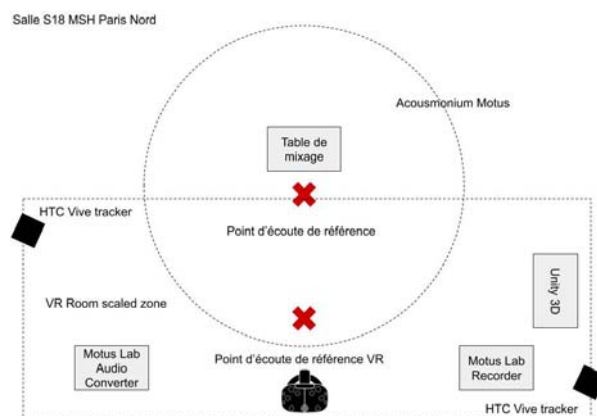 Salle S18 MSH Paris Nord
Acousmonium Motus
Table de
mixage
HTC Vive tracker
Point d'écoute de référence
Unity 3D
VR Room scaled zone
Motus Lab
Audio
Converter
Point d'écoute de référence VR
Motus Lab
Recorder
HTC Vive tracker